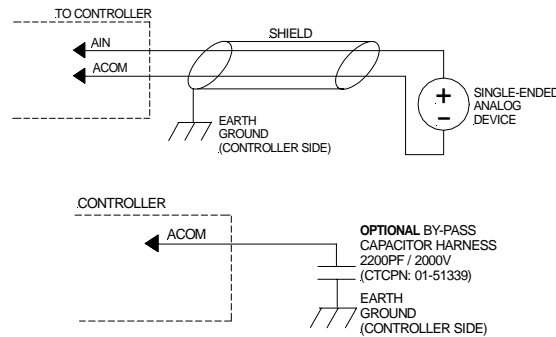 TO CONTROLLER
AIN
ACOM
SHIELD
EARTH
GROUND
(CONTROLLER SIDE)
+
−
SINGLE-ENDED
ANALOG
DEVICE
CONTROLLER
ACOM
OPTIONAL BY-PASS
CAPACITOR HARNESS
2200PF / 2000V
(CTCPN: 01-51339)
EARTH
GROUND
(CONTROLLER SIDE)